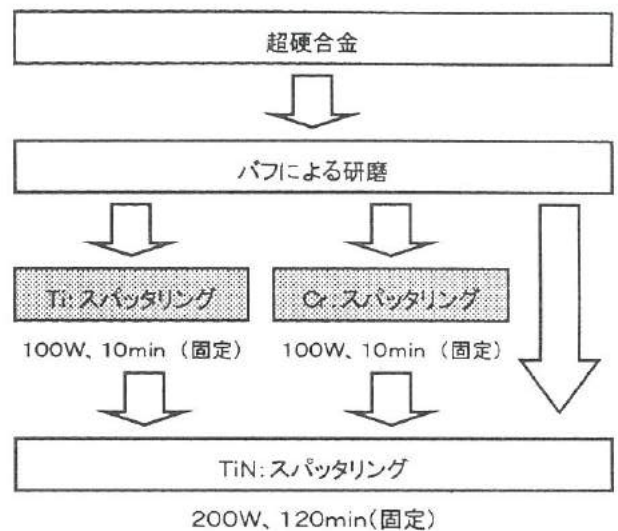 超硬合金
バフによる研磨
Ti:スパッタリング
Cr:スパッタリング
100W、10min (固定)
100W、10min (固定)
TiN:スパッタリング
200W、120min(固定)